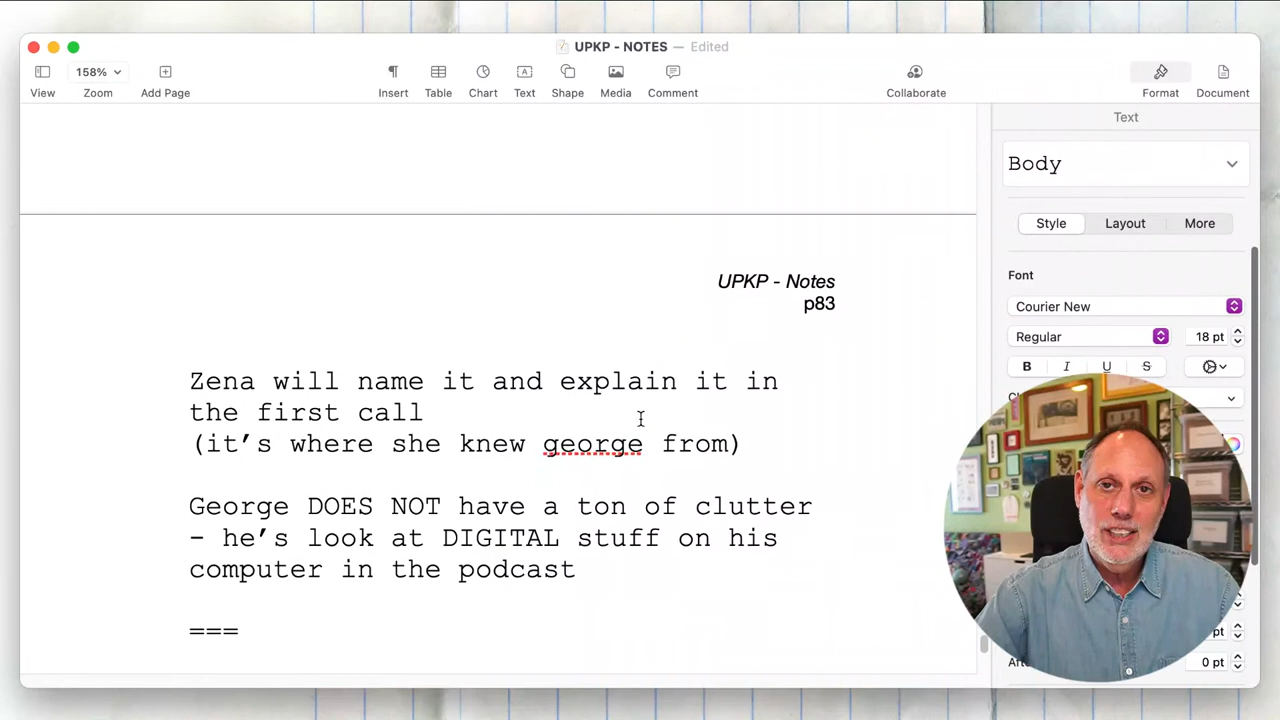 UPKP - NOTES — Edited
View
158%
Zoom
Add Page
Insert
Table
Chart
Text
Shape
Media
Comment
Collaborate
Format
Document
UPKP - Notes
p83
Zena will name it and explain it in
the first call
(it’s where she knew george from)
George DOES NOT have a ton of clutter
- he’s look at DIGITAL stuff on his
computer in the podcast
===
Text
Body
Style Layout More
Font
Courier New
Regular 18 pt
B I U S
pt
0 pt